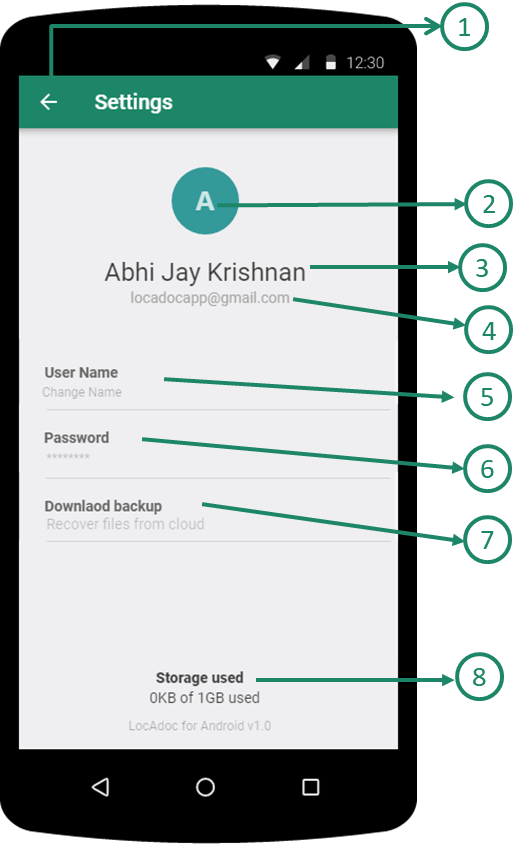 1
12:30
Settings
A
2
Abhi Jay Krishnan
3
locadocapp@gmail.com
4
User Name
Change Name
5
Password
********
6
Downlaod backup
Recover files from cloud
7
Storage used
8
0KB of 1GB used
LocAdoc for Android v1.0